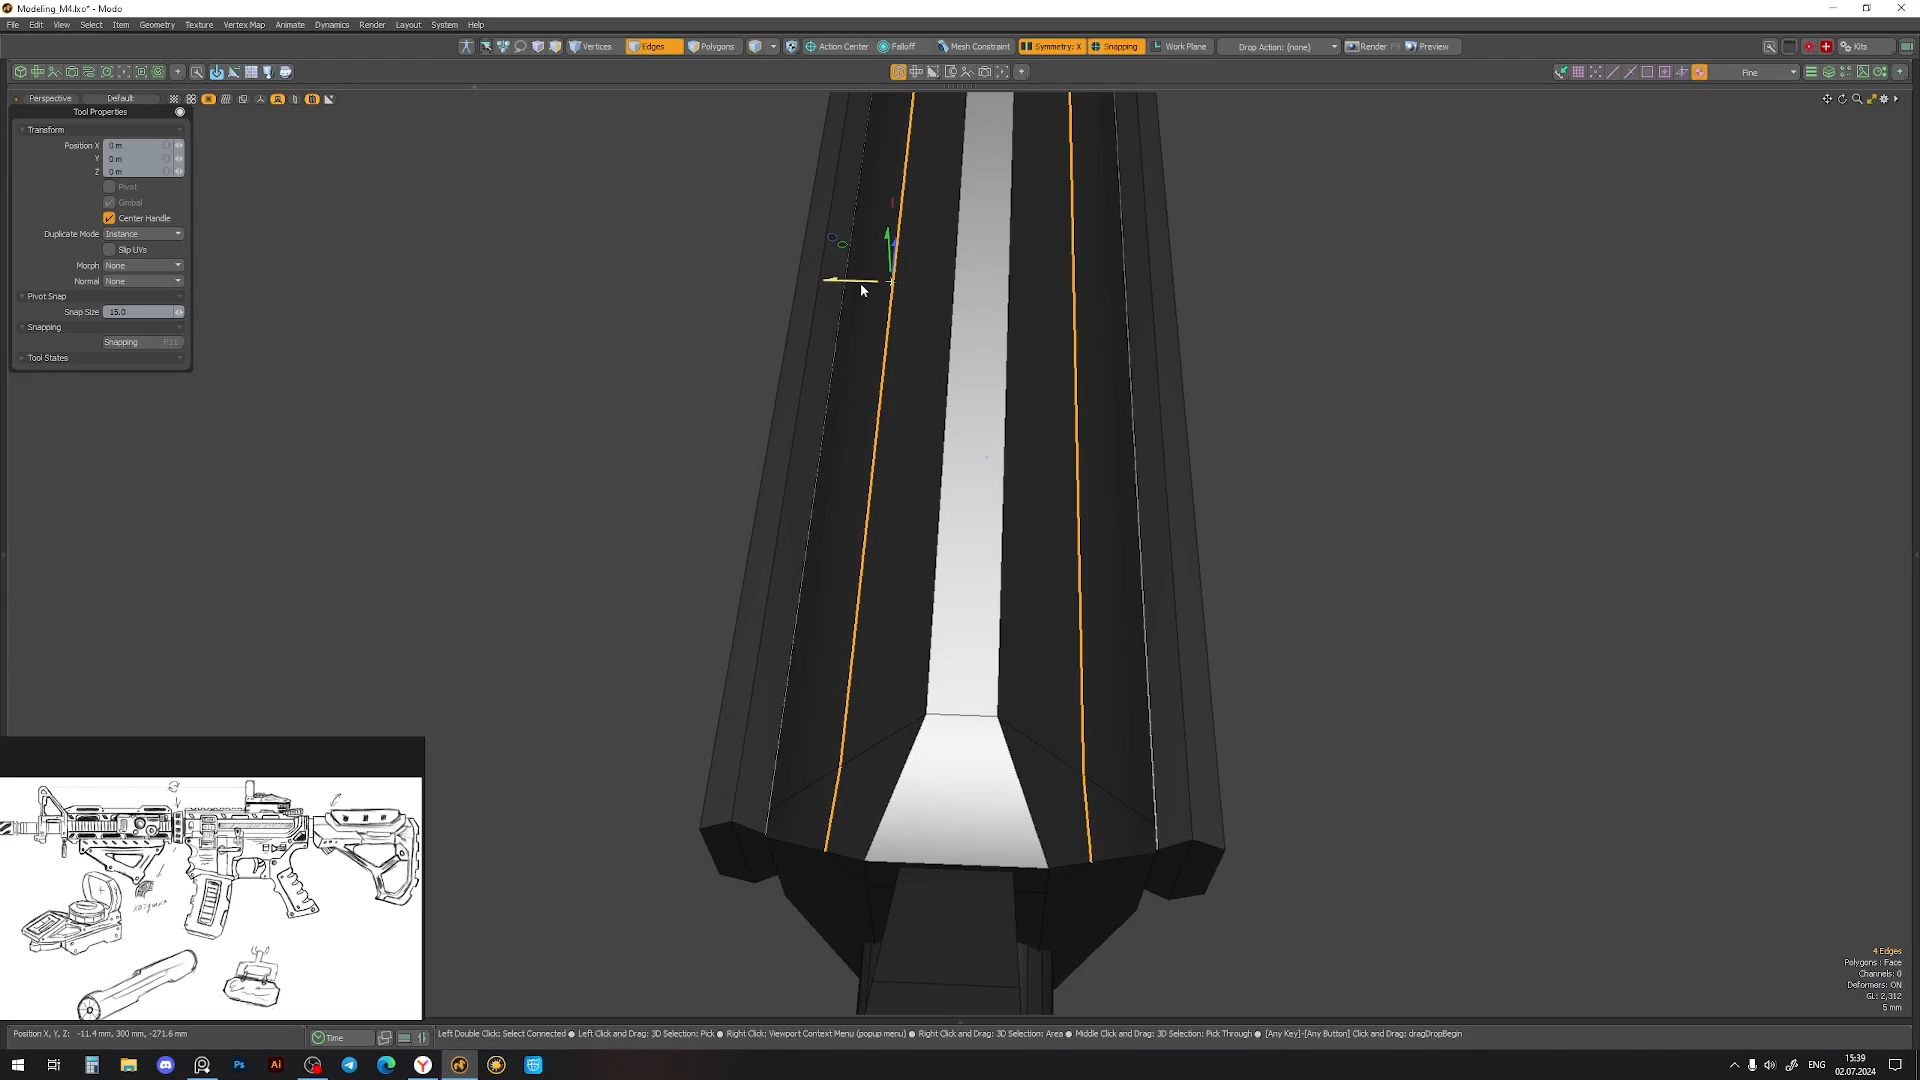 Modeling_M4.lxo* - Modo
File Edit View Select Item Geometry Texture Vertex Map Animate Dynamics Render Layout System Help
Vertices Edges Polygons Action Center Falloff Mesh Constraint Symmetry: X Snapping Work Plane Drop Action: (none) Render F9 Preview Kits
Fine
Perspective Default
Tool Properties
Transform
Position X 0 m
Y 0 m
Z 0 m
Pivot
Gimbal
Center Handle
Duplicate Mode Instance
Slip UVs
Morph None
Normal None
Pivot Snap
Snap Size 15.0
Snapping
Snapping F11
Tool States
4 Edges
Polygons : Face
Channels: 0
Deformers: ON
GL: 2,312
5 mm
Position X, Y, Z: -11.4 mm, 300 mm, -271.6 mm
Time
Left Double Click: Select Connected ● Left Click and Drag: 3D Selection: Pick ● Right Click: Viewport Context Menu (popup menu) ● Right Click and Drag: 3D Selection: Area ● Middle Click and Drag: 3D Selection: Pick Through ● [Any Key]-[Any Button] Click and Drag: dragDropBegin
Ps Ai
ENG
15:39
02.07.2024